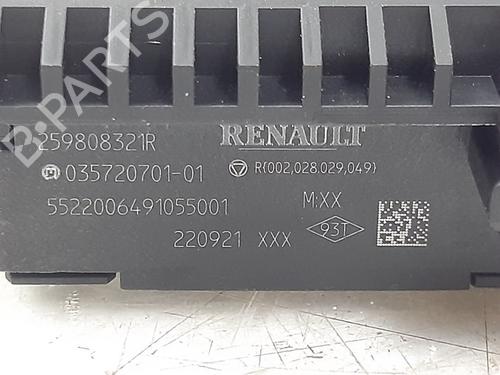 B-PARTS
259808321R
RENAULT
035720701-01
R(002,028,029,049)
5522006491055001
M:XX
220921 XXX
93T